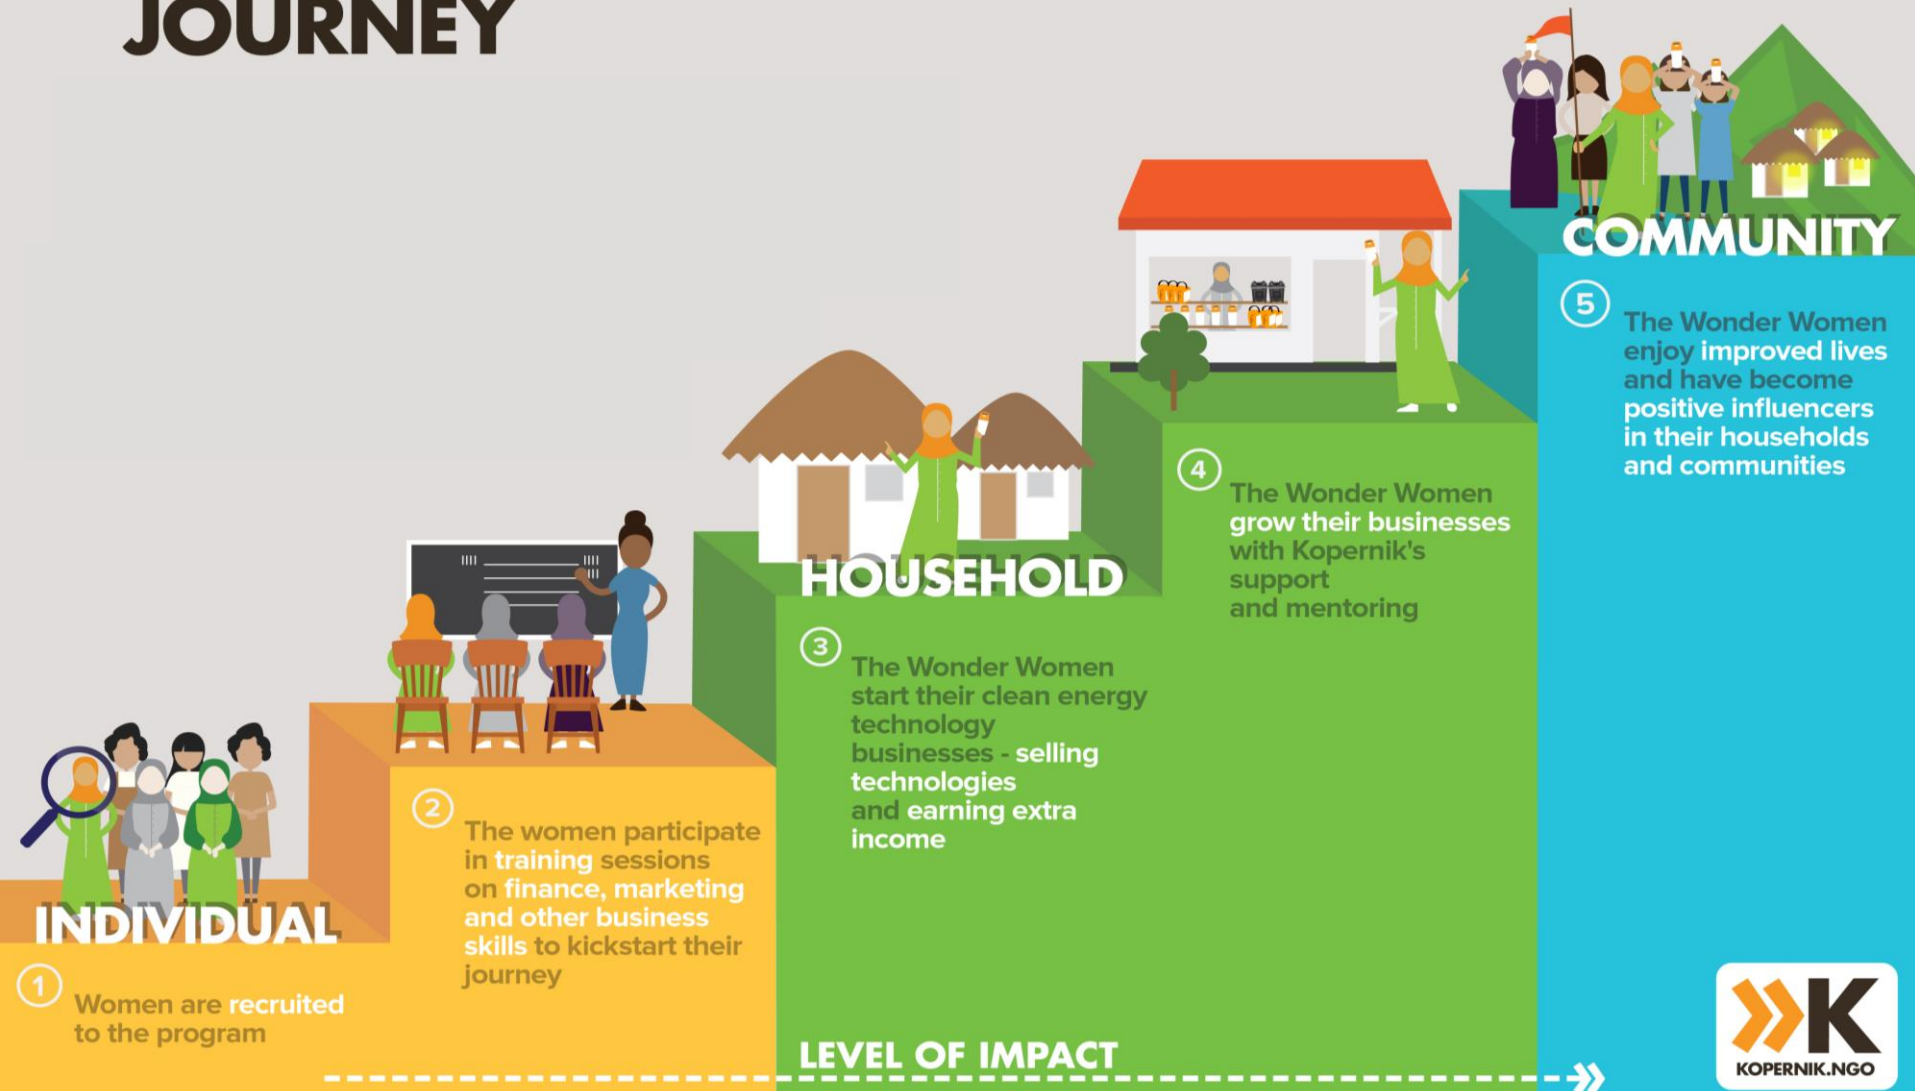 JOURNEY
INDIVIDUAL
1
Women are recruited
to the program
2
The women participate
in training sessions
on finance, marketing
and other business
skills to kickstart their
journey
HOUSEHOLD
3
The Wonder Women
start their clean energy
technology
businesses - selling
technologies
and earning extra
income
4
The Wonder Women
grow their businesses
with Kopernik's
support
and mentoring
COMMUNITY
5
The Wonder Women
enjoy improved lives
and have become
positive influencers
in their households
and communities
LEVEL OF IMPACT
K
KOPERNIK.NGO